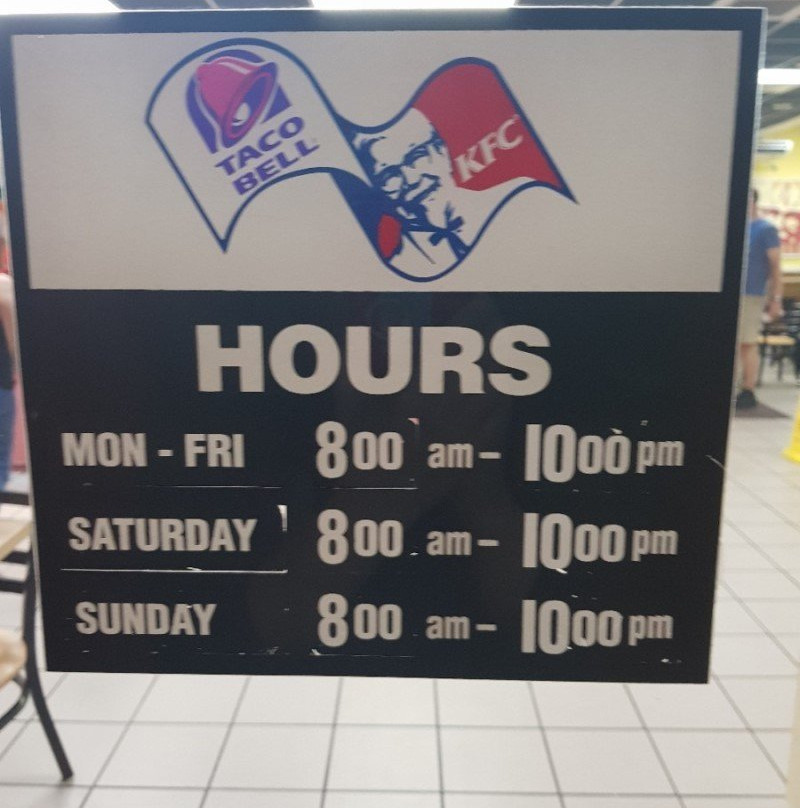 TACO
BELL
KFC
HOURS
MON - FRI 800 am - 1000 pm
SATURDAY 800 am - 1000 pm
SUNDAY 800 am - 1000 pm